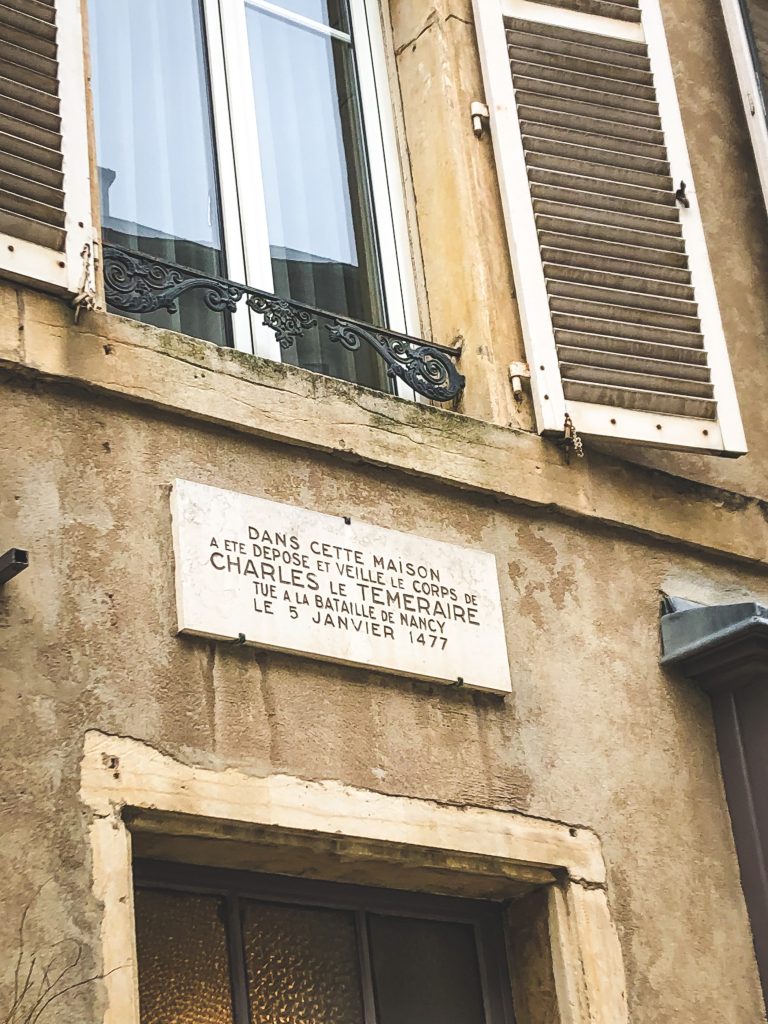 DANS CETTE MAISON
A ETE DEPOSE ET VEILLE LE CORPS DE
CHARLES LE TEMERAIRE
TUE A LA BATAILLE DE NANCY
LE 5 JANVIER 1477